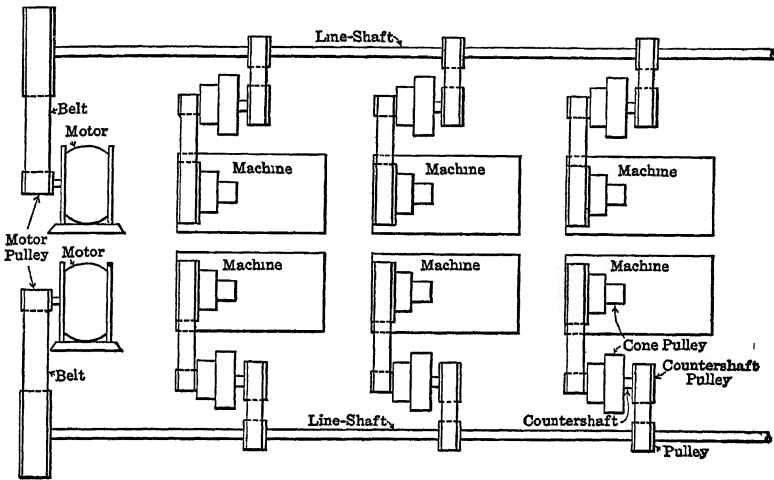 Line-Shaft
Belt
Motor
Machine
Machine
Machine
Motor
Pulley
Motor
Machine
Machine
Machine
Cone Pulley
Belt
Countershaft
Pulley
Line-Shaft
Countershaft
Pulley